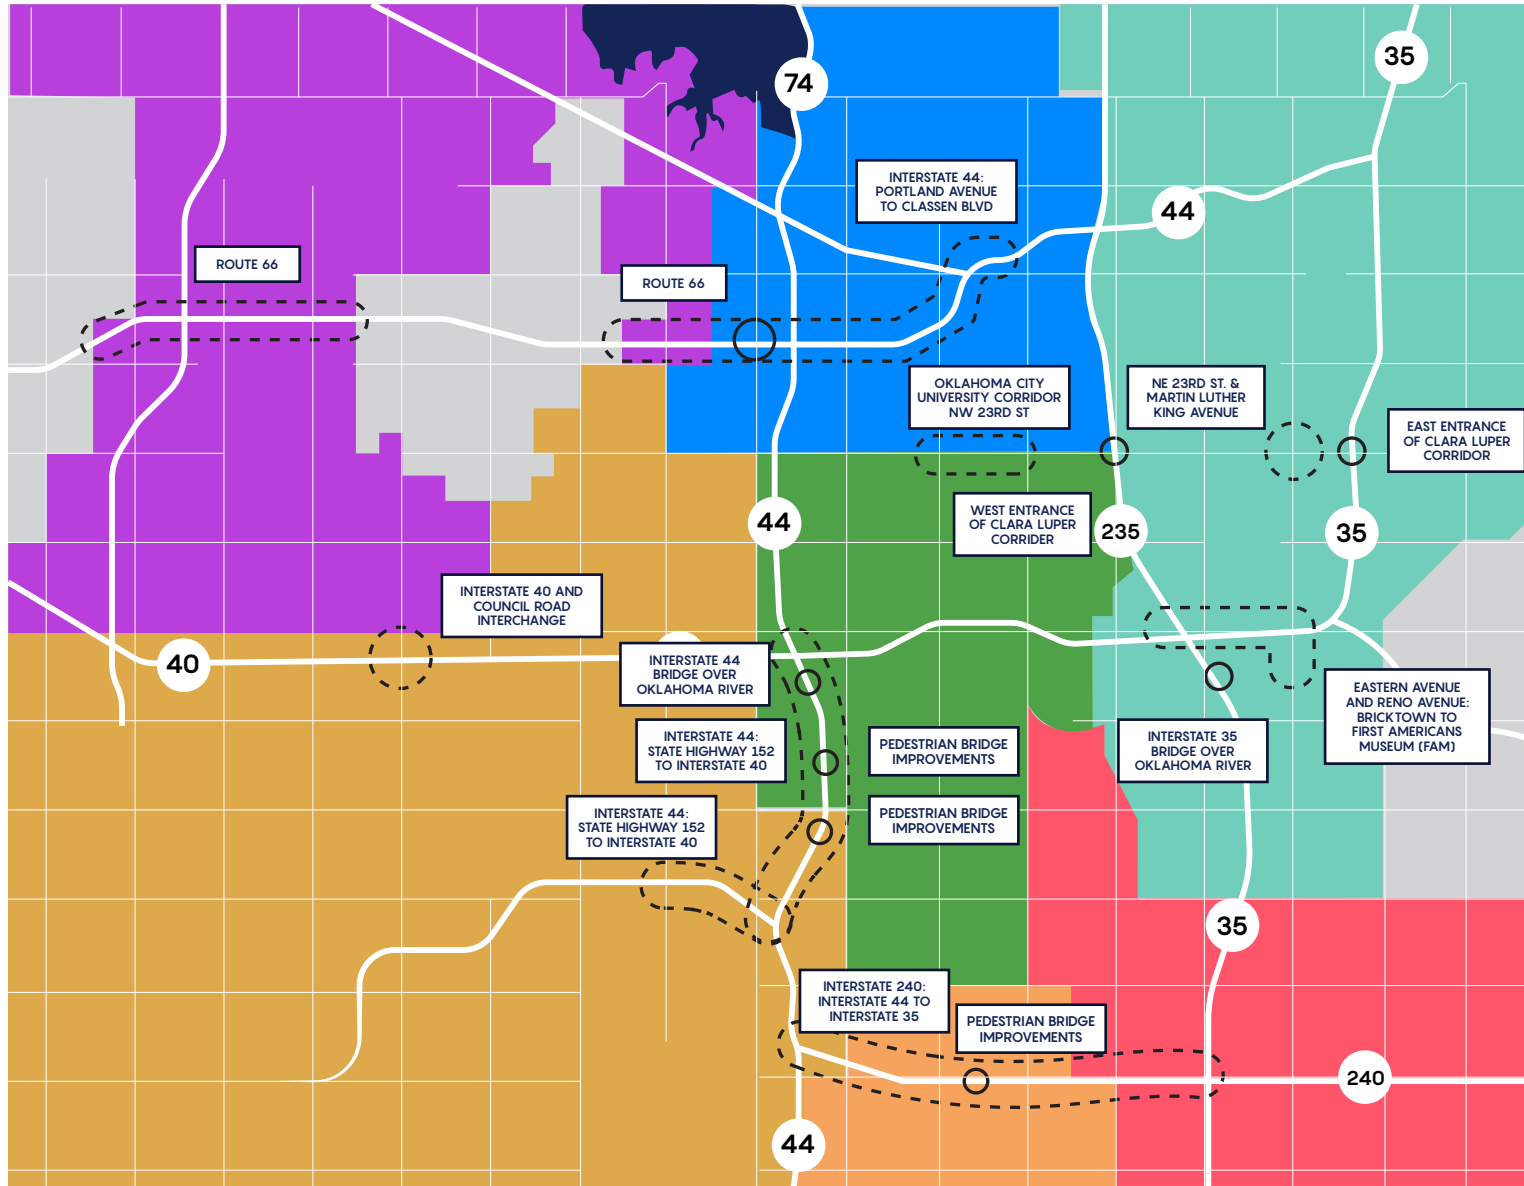 35
74
INTERSTATE 44:
PORTLAND AVENUE
TO CLASSEN BLVD
44
ROUTE 66
ROUTE 66
OKLAHOMA CITY
UNIVERSITY CORRIDOR
NW 23RD ST
NE 23RD ST. &
MARTIN LUTHER
KING AVENUE
EAST ENTRANCE
OF CLARA LUPER
CORRIDOR
WEST ENTRANCE
OF CLARA LUPER
CORRIDER
44
235
35
INTERSTATE 40 AND
COUNCIL ROAD
INTERCHANGE
40
INTERSTATE 44
BRIDGE OVER
OKLAHOMA RIVER
EASTERN AVENUE
AND RENO AVENUE:
BRICKTOWN TO
FIRST AMERICANS
MUSEUM (FAM)
INTERSTATE 44:
STATE HIGHWAY 152
TO INTERSTATE 40
PEDESTRIAN BRIDGE
IMPROVEMENTS
INTERSTATE 35
BRIDGE OVER
OKLAHOMA RIVER
INTERSTATE 44:
STATE HIGHWAY 152
TO INTERSTATE 40
PEDESTRIAN BRIDGE
IMPROVEMENTS
35
INTERSTATE 240:
INTERSTATE 44 TO
INTERSTATE 35
PEDESTRIAN BRIDGE
IMPROVEMENTS
240
44